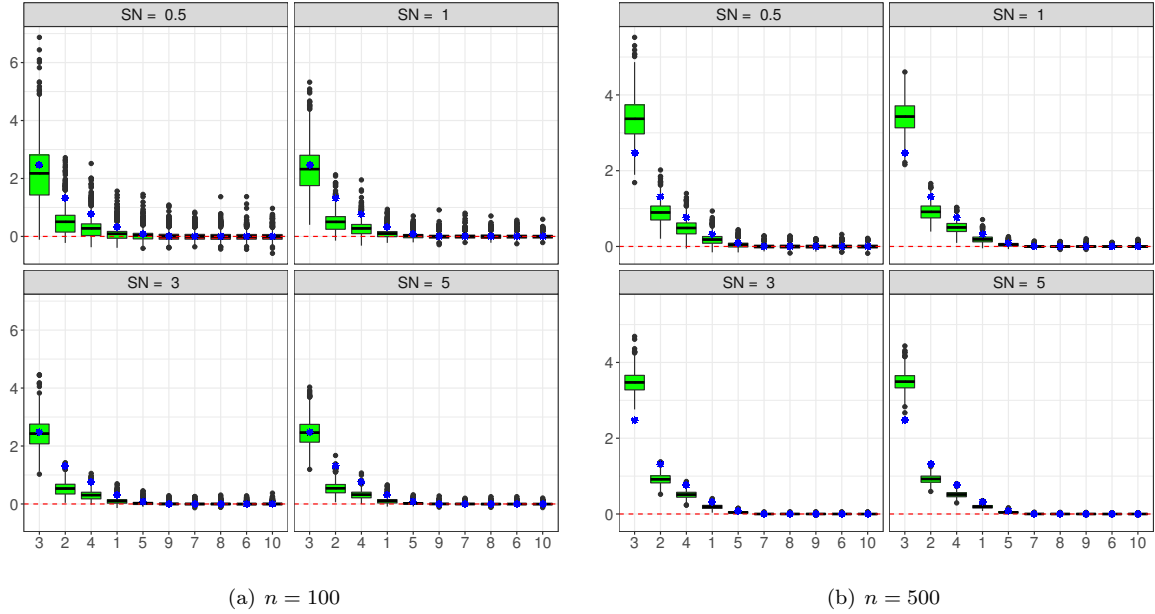 SN = 0.5
SN = 1
SN = 0.5
SN = 1
6
4
2
0
4
2
0
SN = 3
SN = 5
SN = 3
SN = 5
6
4
2
0
4
2
0
3 2 4 1 5 9 7 8 6 10
3 2 4 1 5 9 7 8 6 10
3 2 4 1 5 7 8 9 6 10
3 2 4 1 5 7 8 9 6 10
(a) n = 100
(b) n = 500